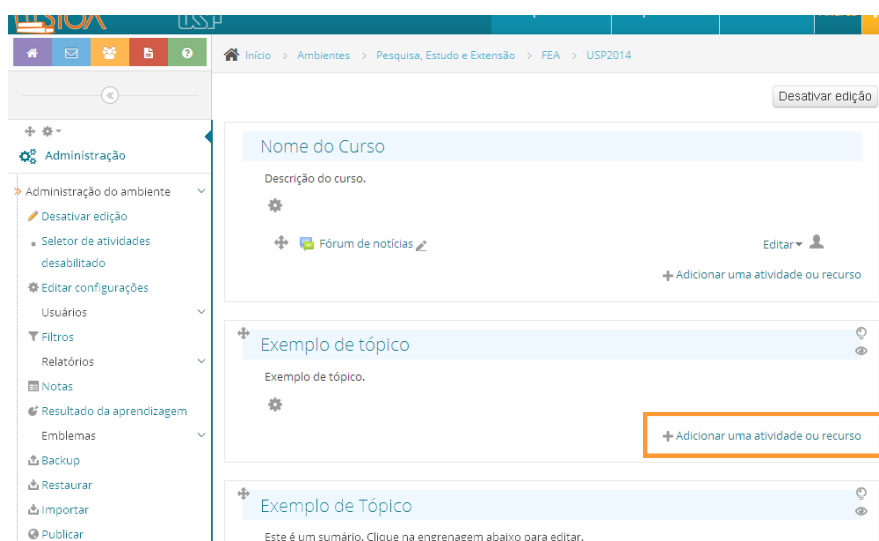 USP
Início > Ambientes > Pesquisa, Estudo e Extensão > FEA > USP2014
Desativar edição
Administração
Administração do ambiente
Desativar edição
Seletor de atividades
desabilitado
Editar configurações
Usuários
Filtros
Relatórios
Notas
Resultado da aprendizagem
Emblemas
Backup
Restaurar
Importar
Publicar
Nome do Curso
Descrição do curso.
Fórum de notícias
Editar
Adicionar uma atividade ou recurso
Exemplo de tópico
Exemplo de tópico.
Adicionar uma atividade ou recurso
Exemplo de Tópico
Este é um sumário. Clique na engrenagem abaixo para editar.